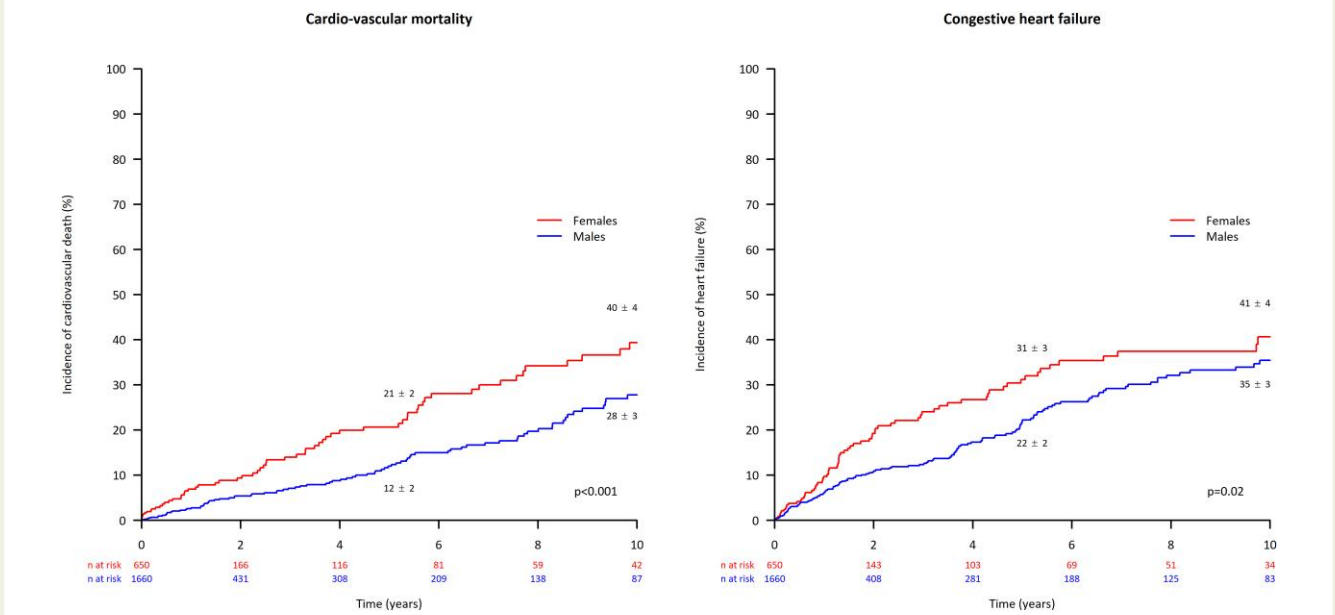 Cardio-vascular mortality
Incidence of cardiovascular death (%)
100
90
80
70
60
50
40
30
20
10
0
Females
Males
40 ± 4
21 ± 2
28 ± 3
12 ± 2
p<0.001
0 2 4 6 8 10
n at risk 650 166 116 81 59 42
n at risk 1660 431 308 209 138 87
Time (years)
Congestive heart failure
Incidence of heart failure (%)
100
90
80
70
60
50
40
30
20
10
0
Females
Males
41 ± 4
31 ± 3
35 ± 3
22 ± 2
p=0.02
0 2 4 6 8 10
n at risk 650 143 103 69 51 34
n at risk 1660 408 281 188 125 83
Time (years)